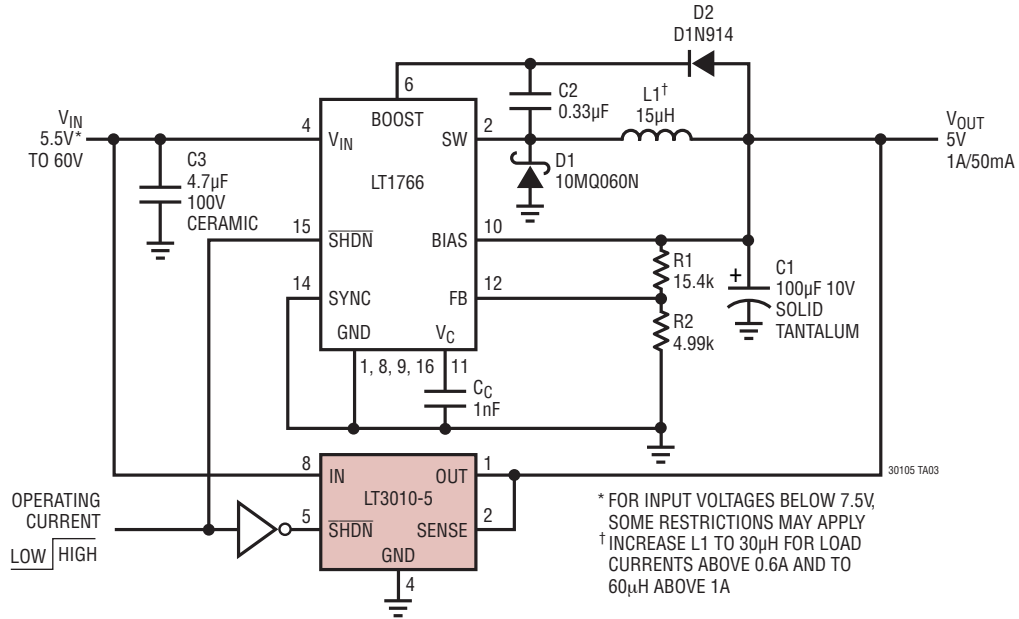 D2
D1N914
6
BOOST
C2
0.33µF
L1†
15µH
VIN
5.5V*
TO 60V
4
VIN
SW
2
VOUT
5V
1A/50mA
C3
4.7µF
100V
CERAMIC
LT1766
D1
10MQ060N
15
SHDN
BIAS
10
R1
15.4k
+
C1
100µF 10V
SOLID
TANTALUM
14
SYNC
FB
12
R2
4.99k
GND
VC
1, 8, 9, 16
11
CC
1nF
8
IN
OUT
1
30105 TA03
LT3010-5
OPERATING
CURRENT
LOW HIGH
5
SHDN
SENSE
2
GND
4
* FOR INPUT VOLTAGES BELOW 7.5V,
SOME RESTRICTIONS MAY APPLY
† INCREASE L1 TO 30µH FOR LOAD
CURRENTS ABOVE 0.6A AND TO
60µH ABOVE 1A